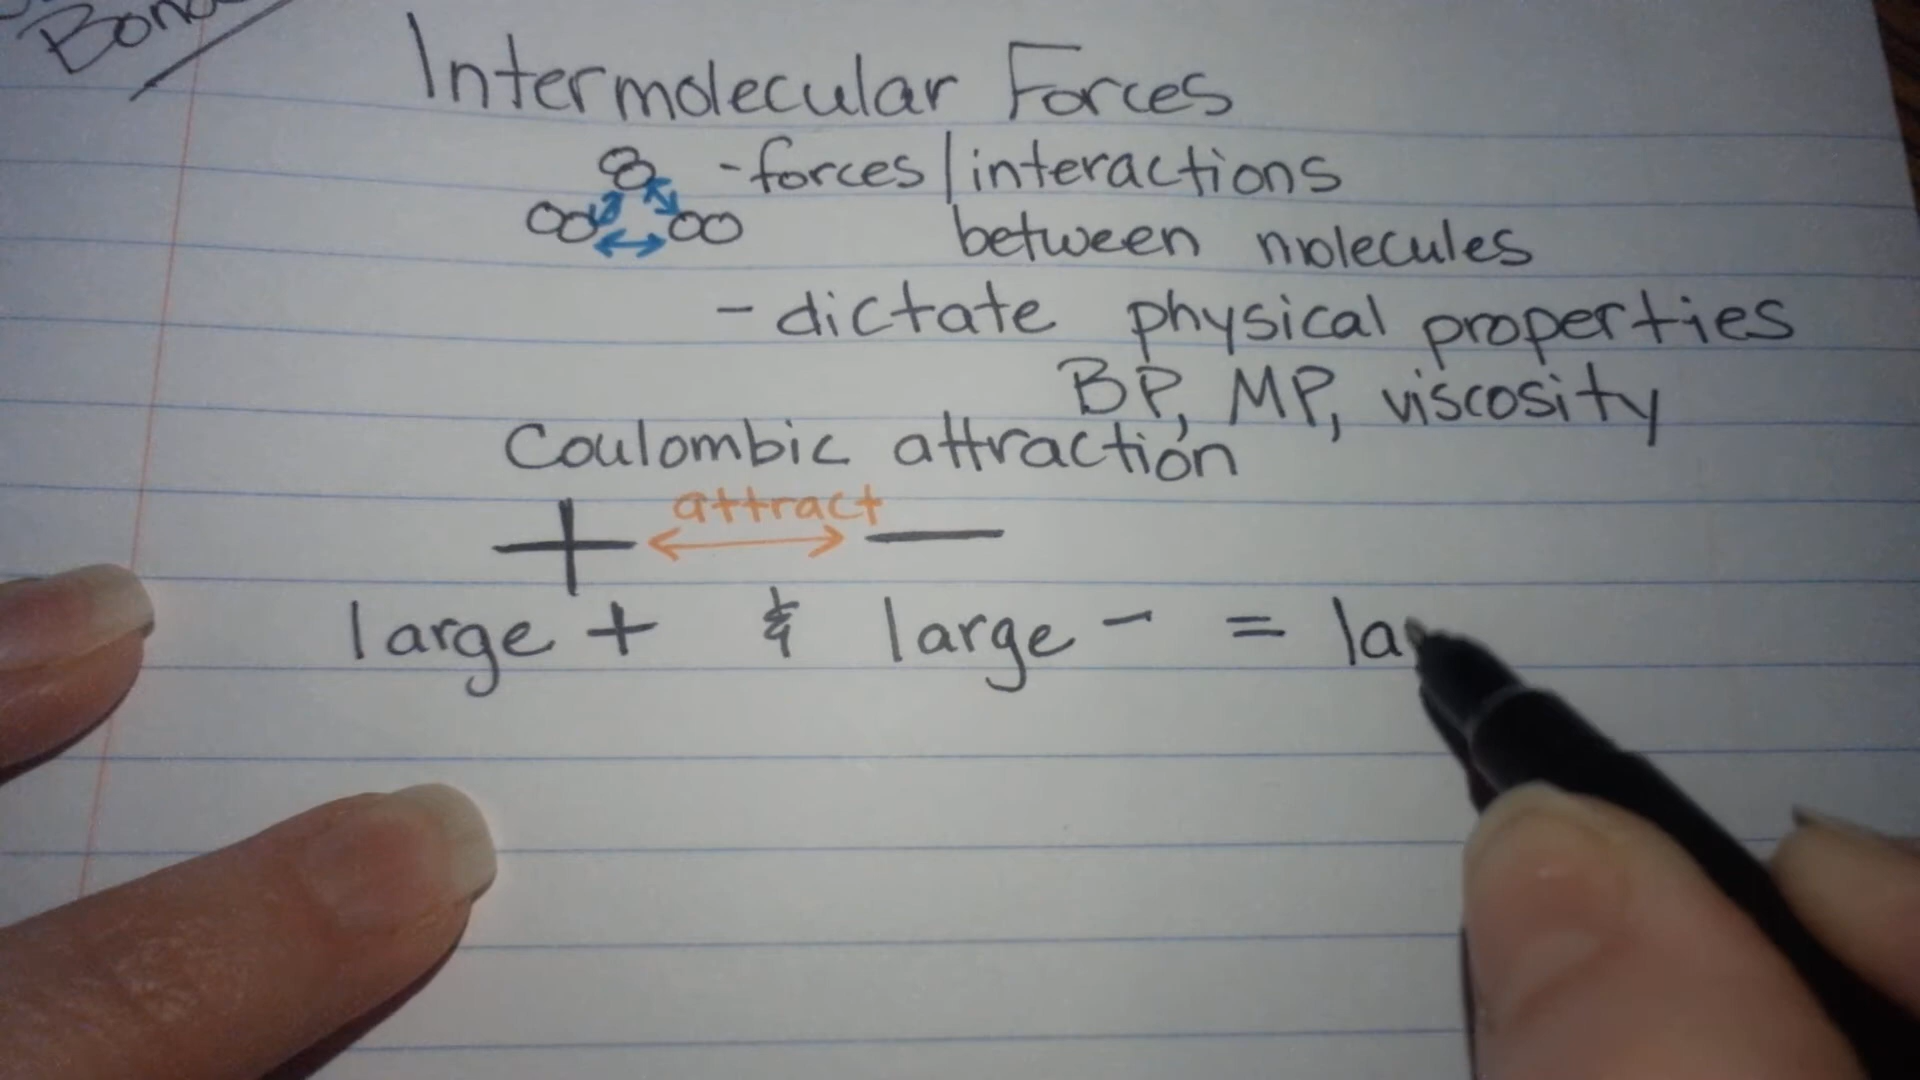 Intermolecular Forces
-forces/interactions
between molecules
- dictate physical properties
BP, MP, viscosity
Coulombic attraction
+ attract −
large + & large − = la